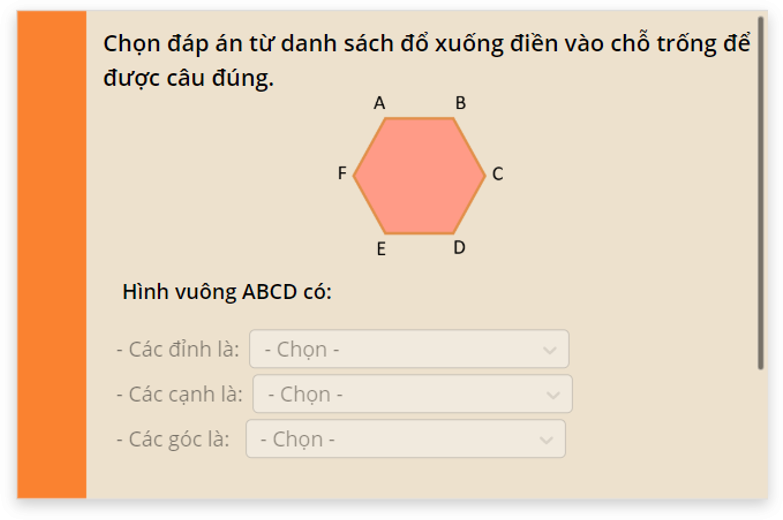 Chọn đáp án từ danh sách đổ xuống điền vào chỗ trống để
được câu đúng.
A B
F C
E D
Hình vuông ABCD có:
- Các đỉnh là: - Chọn -
- Các cạnh là: - Chọn -
- Các góc là: - Chọn -